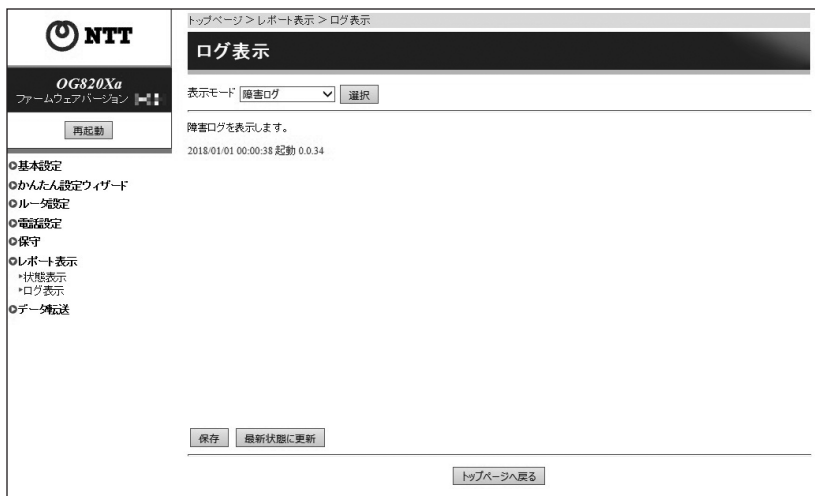 NTT
OG820Xa
ファームウェアバージョン
再起動
基本設定
かんたん設定ウィザード
ルータ設定
電話設定
保守
レポート表示
状態表示
ログ表示
データ転送
トップページ > レポート表示 > ログ表示
ログ表示
表示モード 障害ログ 選択
障害ログを表示します。
2018/01/01 00:00:38 起動 0.0.34
保存 最新状態に更新
トップページへ戻る